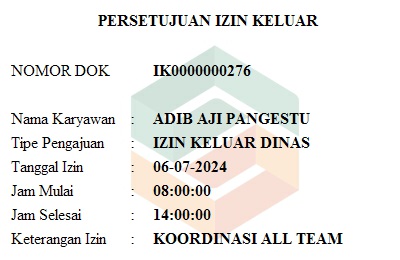 PERSETUJUAN IZIN KELUAR
NOMOR DOK IK0000000276
Nama Karyawan : ADIB AJI PANGESTU
Tipe Pengajuan : IZIN KELUAR DINAS
Tanggal Izin : 06-07-2024
Jam Mulai : 08:00:00
Jam Selesai : 14:00:00
Keterangan Izin : KOORDINASI ALL TEAM